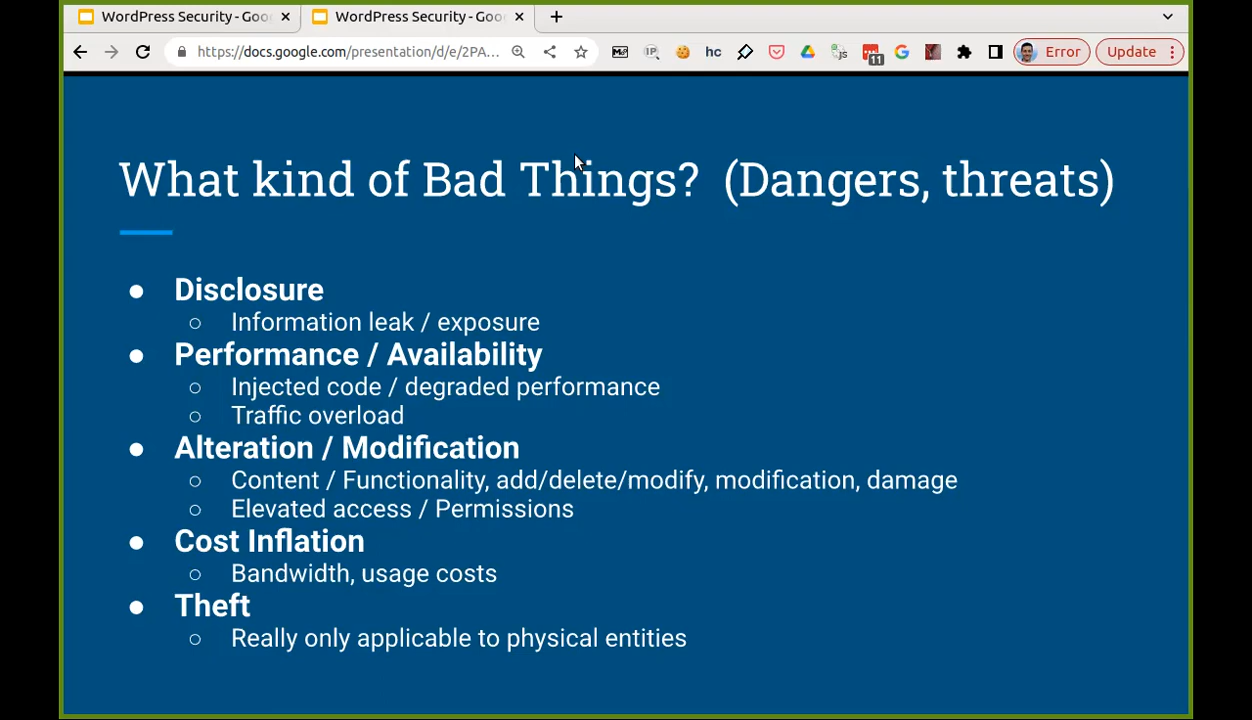 WordPress Security - Goo
WordPress Security - Goo
https://docs.google.com/presentation/d/e/2PA...
hc
11
Error
Update
What kind of Bad Things? (Dangers, threats)
● Disclosure
○ Information leak / exposure
● Performance / Availability
○ Injected code / degraded performance
○ Traffic overload
● Alteration / Modification
○ Content / Functionality, add/delete/modify, modification, damage
○ Elevated access / Permissions
● Cost Inflation
○ Bandwidth, usage costs
● Theft
○ Really only applicable to physical entities